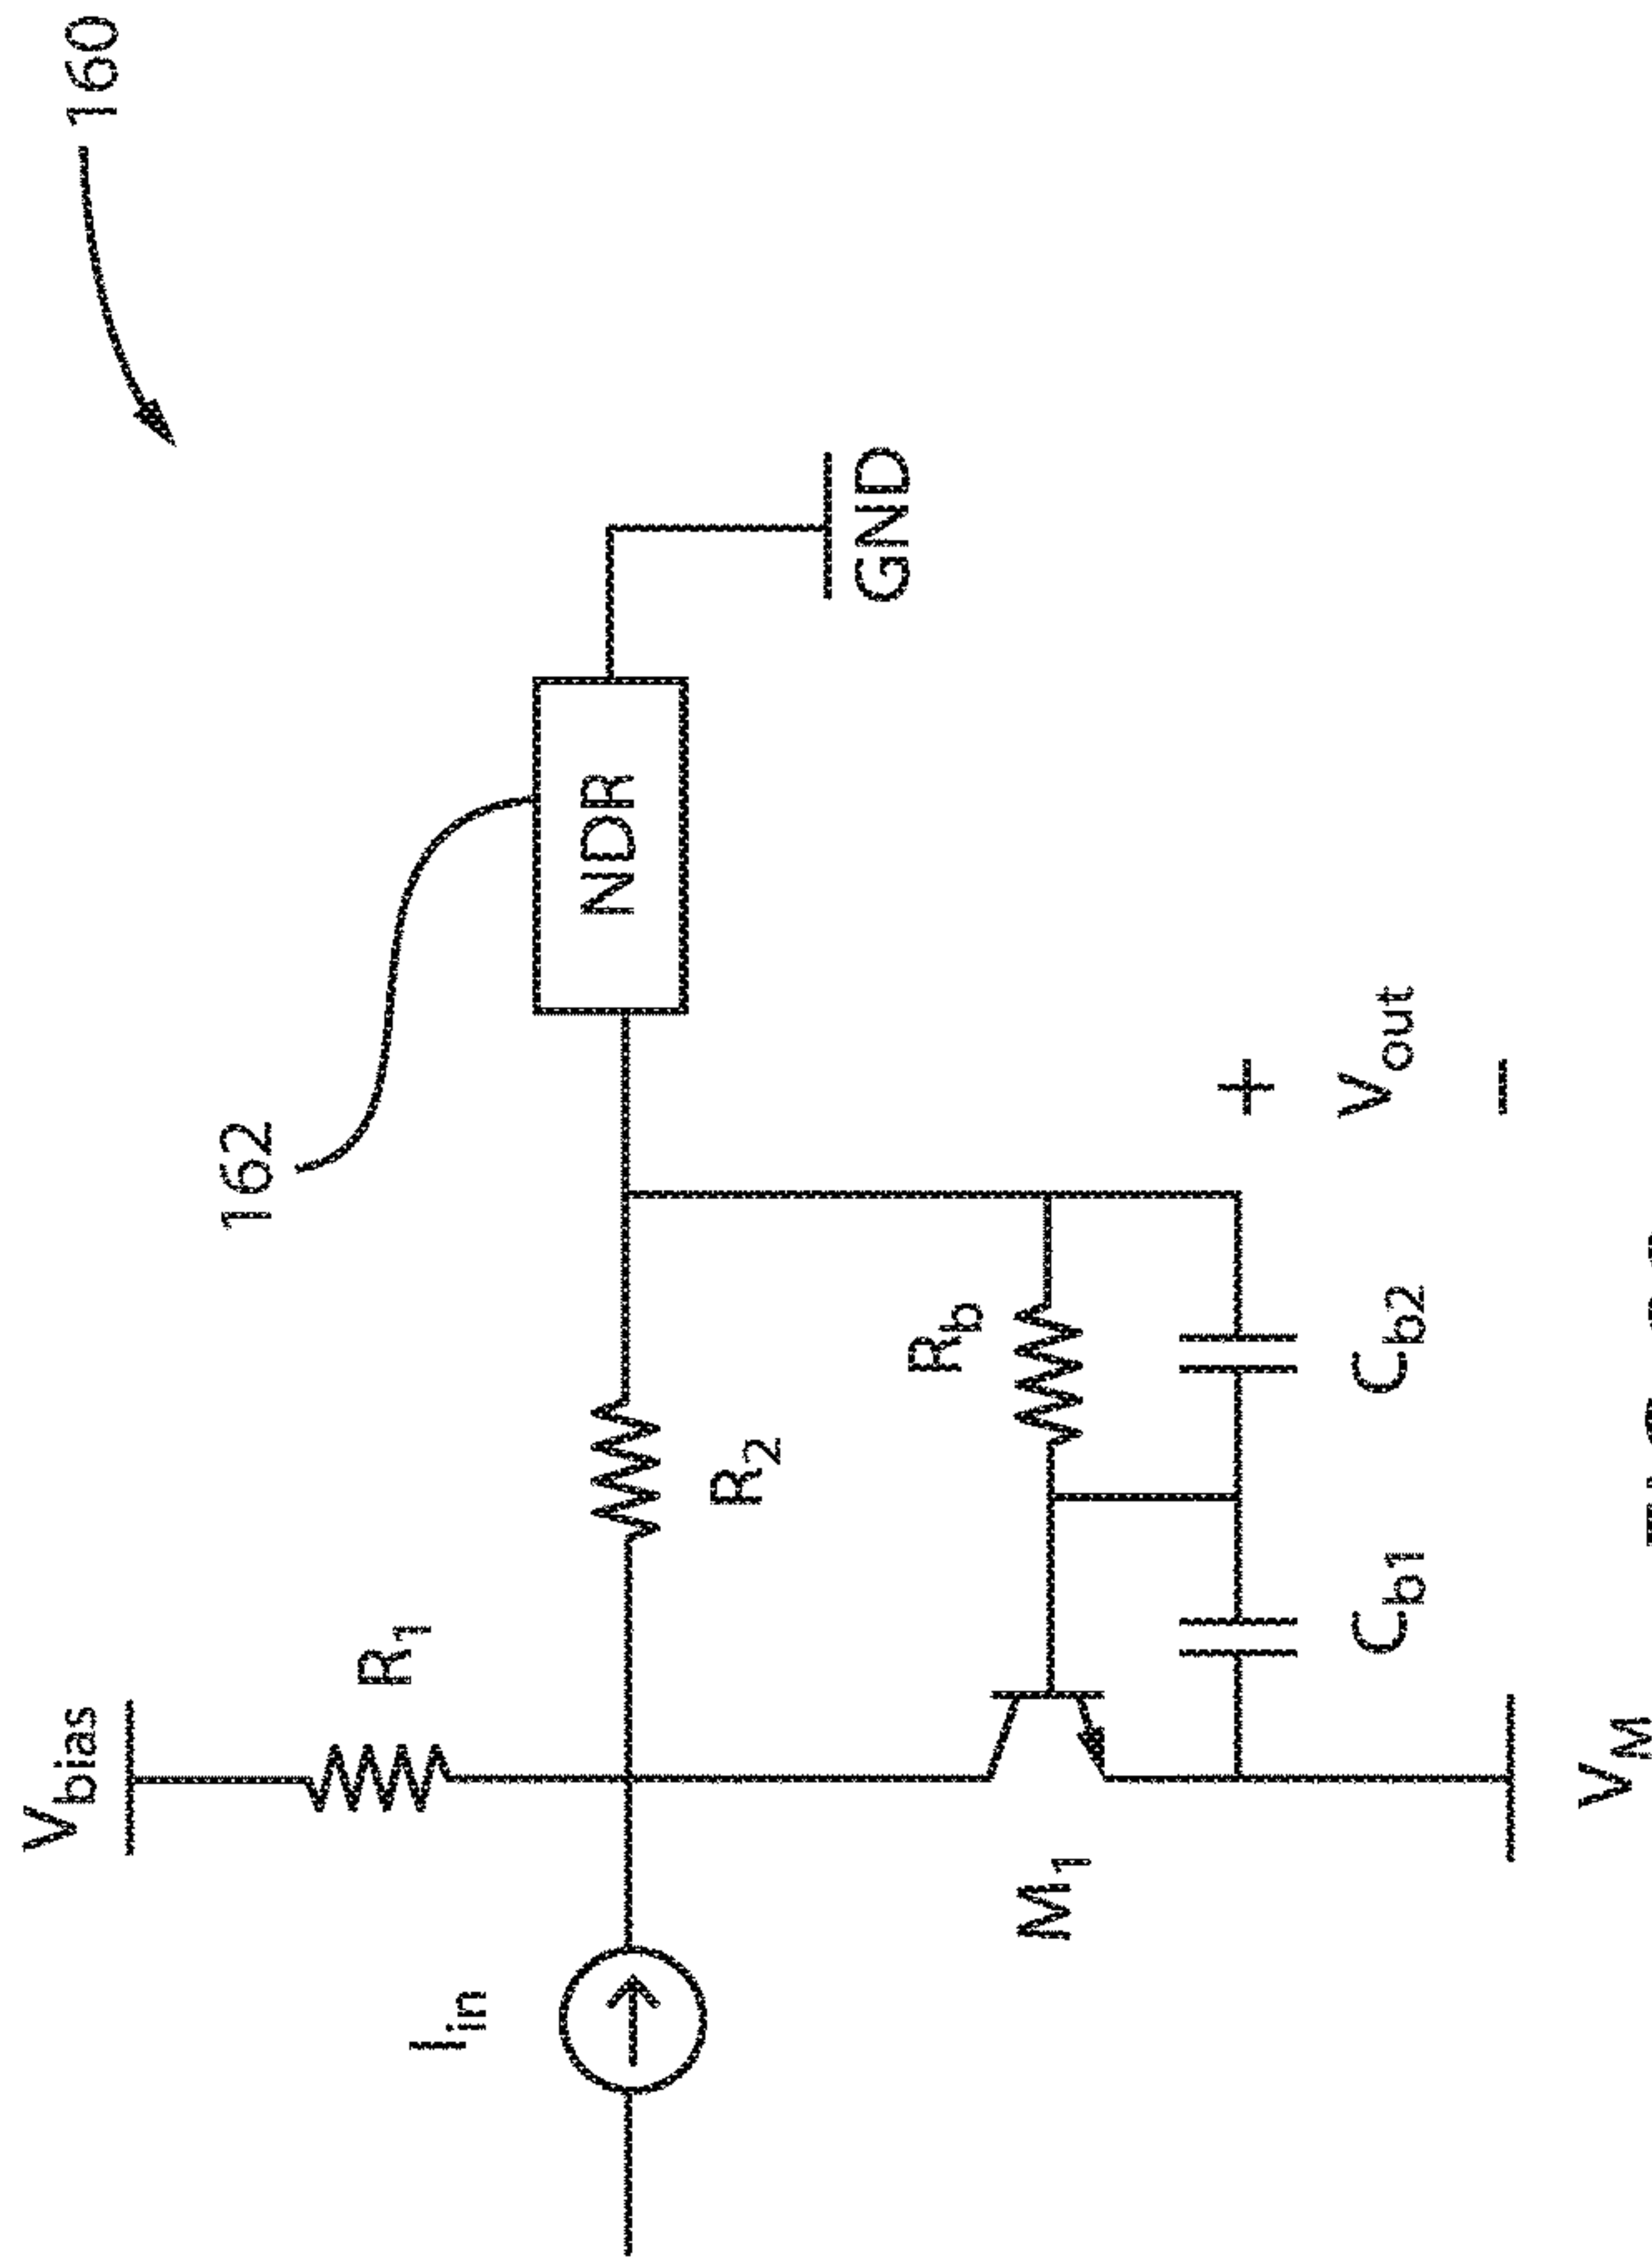 160
162
V_bias
R_1
I_in
R_2
NDR
GND
R_b
M_1
C_b1
C_b2
+
V_out
−
V_M